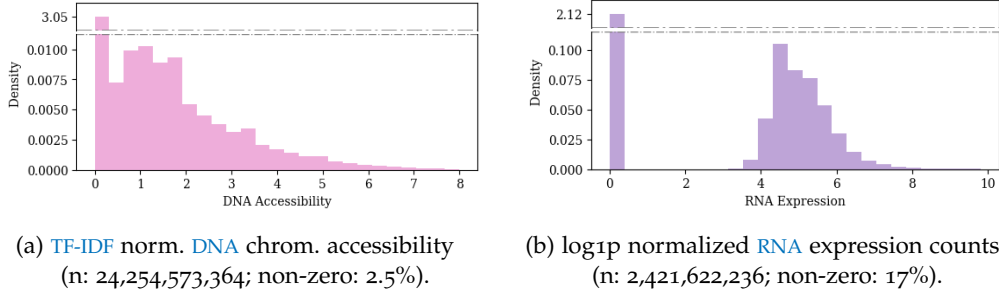 3.05
0.0100
0.0075
0.0050
0.0025
0.0000
Density
0 1 2 3 4 5 6 7 8
DNA Accessibility
2.12
0.100
0.075
0.050
0.025
0.000
Density
0 2 4 6 8 10
RNA Expression
(a) TF-IDF norm. DNA chrom. accessibility
(n: 24,254,573,364; non-zero: 2.5%).
(b) log1p normalized RNA expression counts
(n: 2,421,622,236; non-zero: 17%).